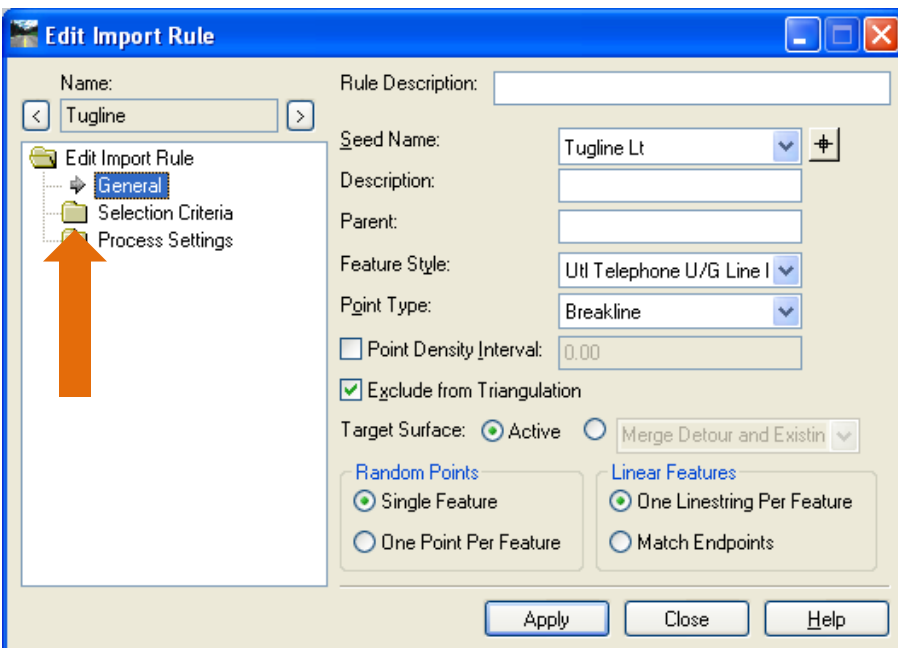 Edit Import Rule
Name:
< Tugline >
Edit Import Rule
General
Selection Criteria
Process Settings
Rule Description:
Seed Name: Tugline Lt
Description:
Parent:
Feature Style: Utl Telephone U/G Line
Point Type: Breakline
Point Density Interval: 0.00
Exclude from Triangulation
Target Surface: Active Merge Detour and Existin
Random Points
Single Feature
One Point Per Feature
Linear Features
One Linestring Per Feature
Match Endpoints
Apply Close Help